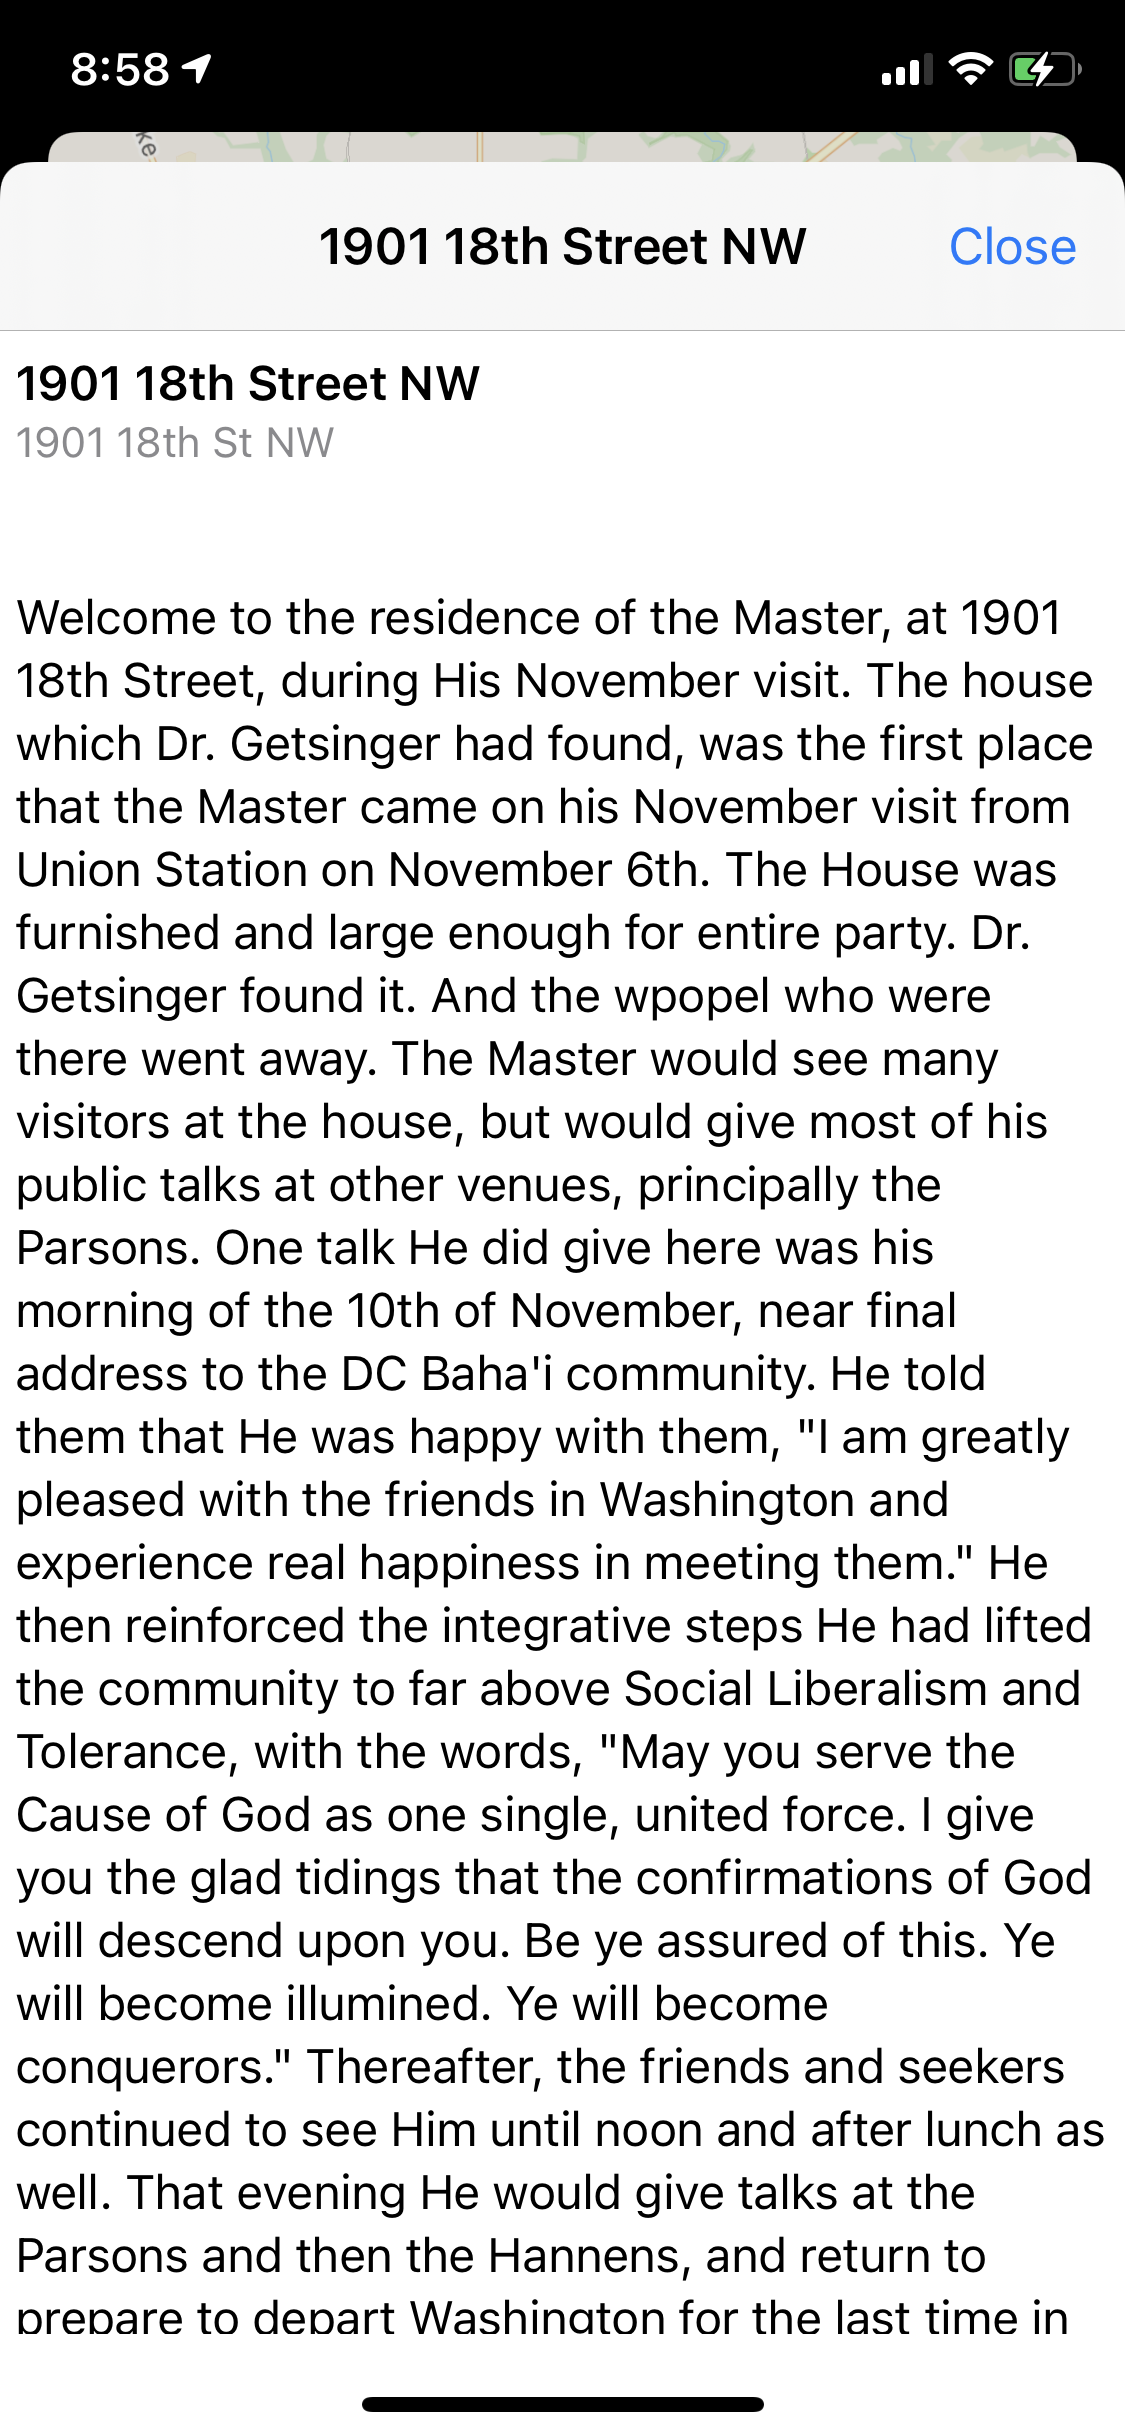 8:58
ke
1901 18th Street NW
Close
1901 18th Street NW
1901 18th St NW
Welcome to the residence of the Master, at 1901
18th Street, during His November visit. The house
which Dr. Getsinger had found, was the first place
that the Master came on his November visit from
Union Station on November 6th. The House was
furnished and large enough for entire party. Dr.
Getsinger found it. And the wpopel who were
there went away. The Master would see many
visitors at the house, but would give most of his
public talks at other venues, principally the
Parsons. One talk He did give here was his
morning of the 10th of November, near final
address to the DC Baha'i community. He told
them that He was happy with them, "I am greatly
pleased with the friends in Washington and
experience real happiness in meeting them." He
then reinforced the integrative steps He had lifted
the community to far above Social Liberalism and
Tolerance, with the words, "May you serve the
Cause of God as one single, united force. I give
you the glad tidings that the confirmations of God
will descend upon you. Be ye assured of this. Ye
will become illumined. Ye will become
conquerors." Thereafter, the friends and seekers
continued to see Him until noon and after lunch as
well. That evening He would give talks at the
Parsons and then the Hannens, and return to
prepare to depart Washington for the last time in